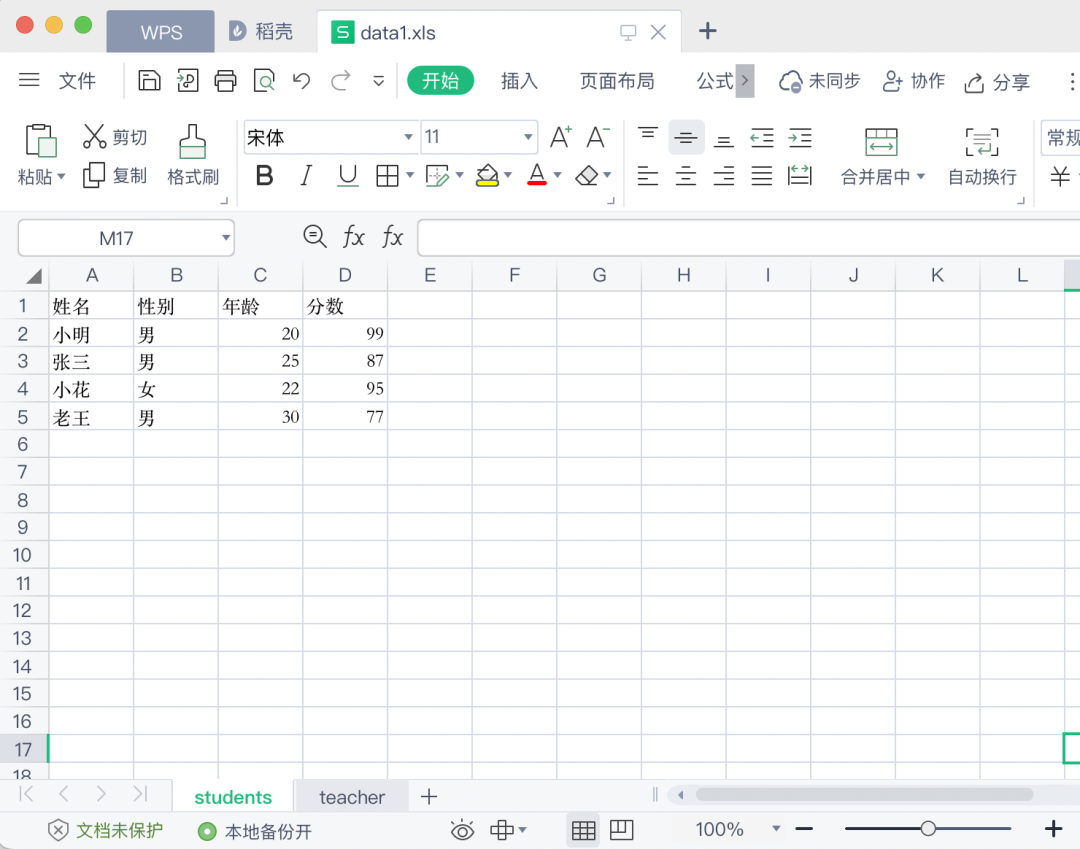 WPS 稻壳 S data1.xls
文件 开始 插入 页面布局 公式 未同步 协作 分享
粘贴 剪切 复制 格式刷 宋体 11 A+ A- 合并居中 自动换行 常规
B I U A ¥
M17 fx fx
A B C D E F G H I J K L
1 姓名 性别 年龄 分数
2 小明 男 20 99
3 张三 男 25 87
4 小花 女 22 95
5 老王 男 30 77
6
7
8
9
10
11
12
13
14
15
16
17
18
students teacher
文档未保护 本地备份开 100%